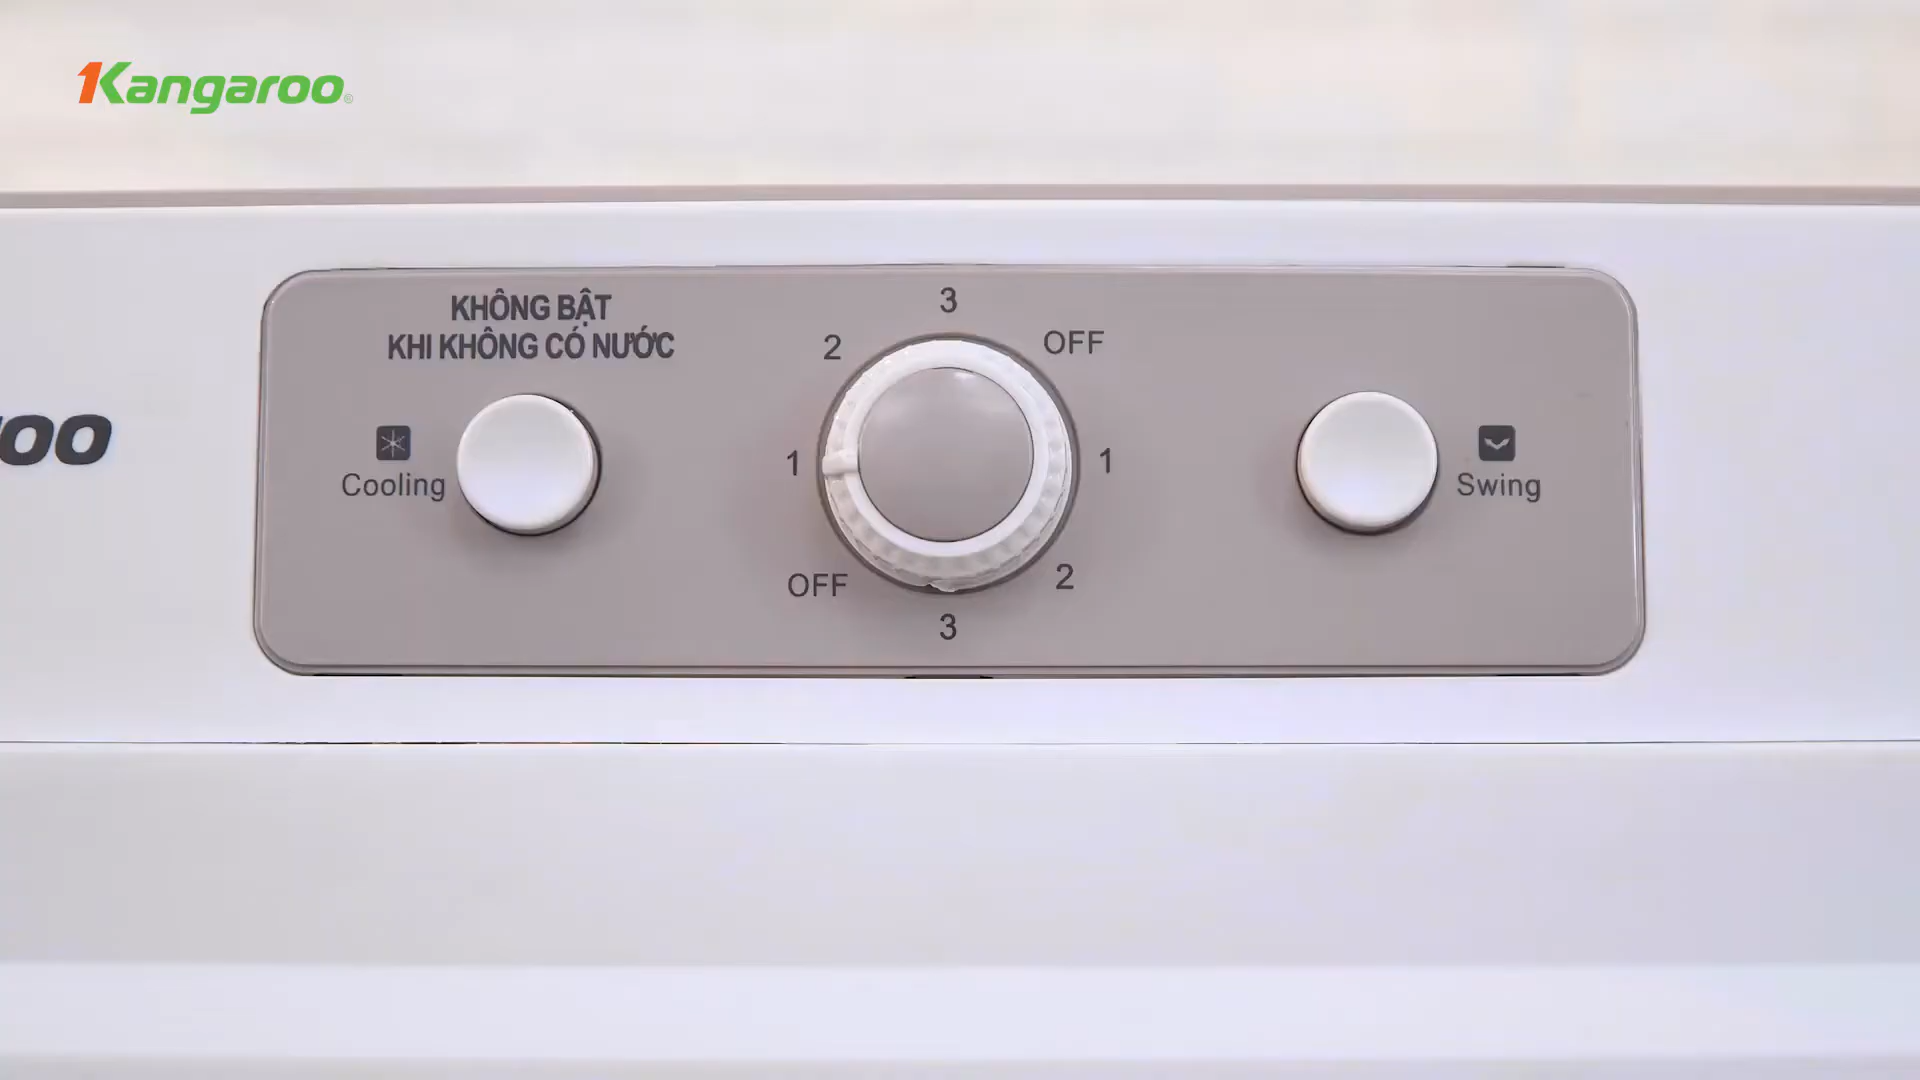 Kangaroo
KHÔNG BẬT
KHI KHÔNG CÓ NƯỚC
3
2
OFF
1
1
Cooling
Swing
OFF
2
3